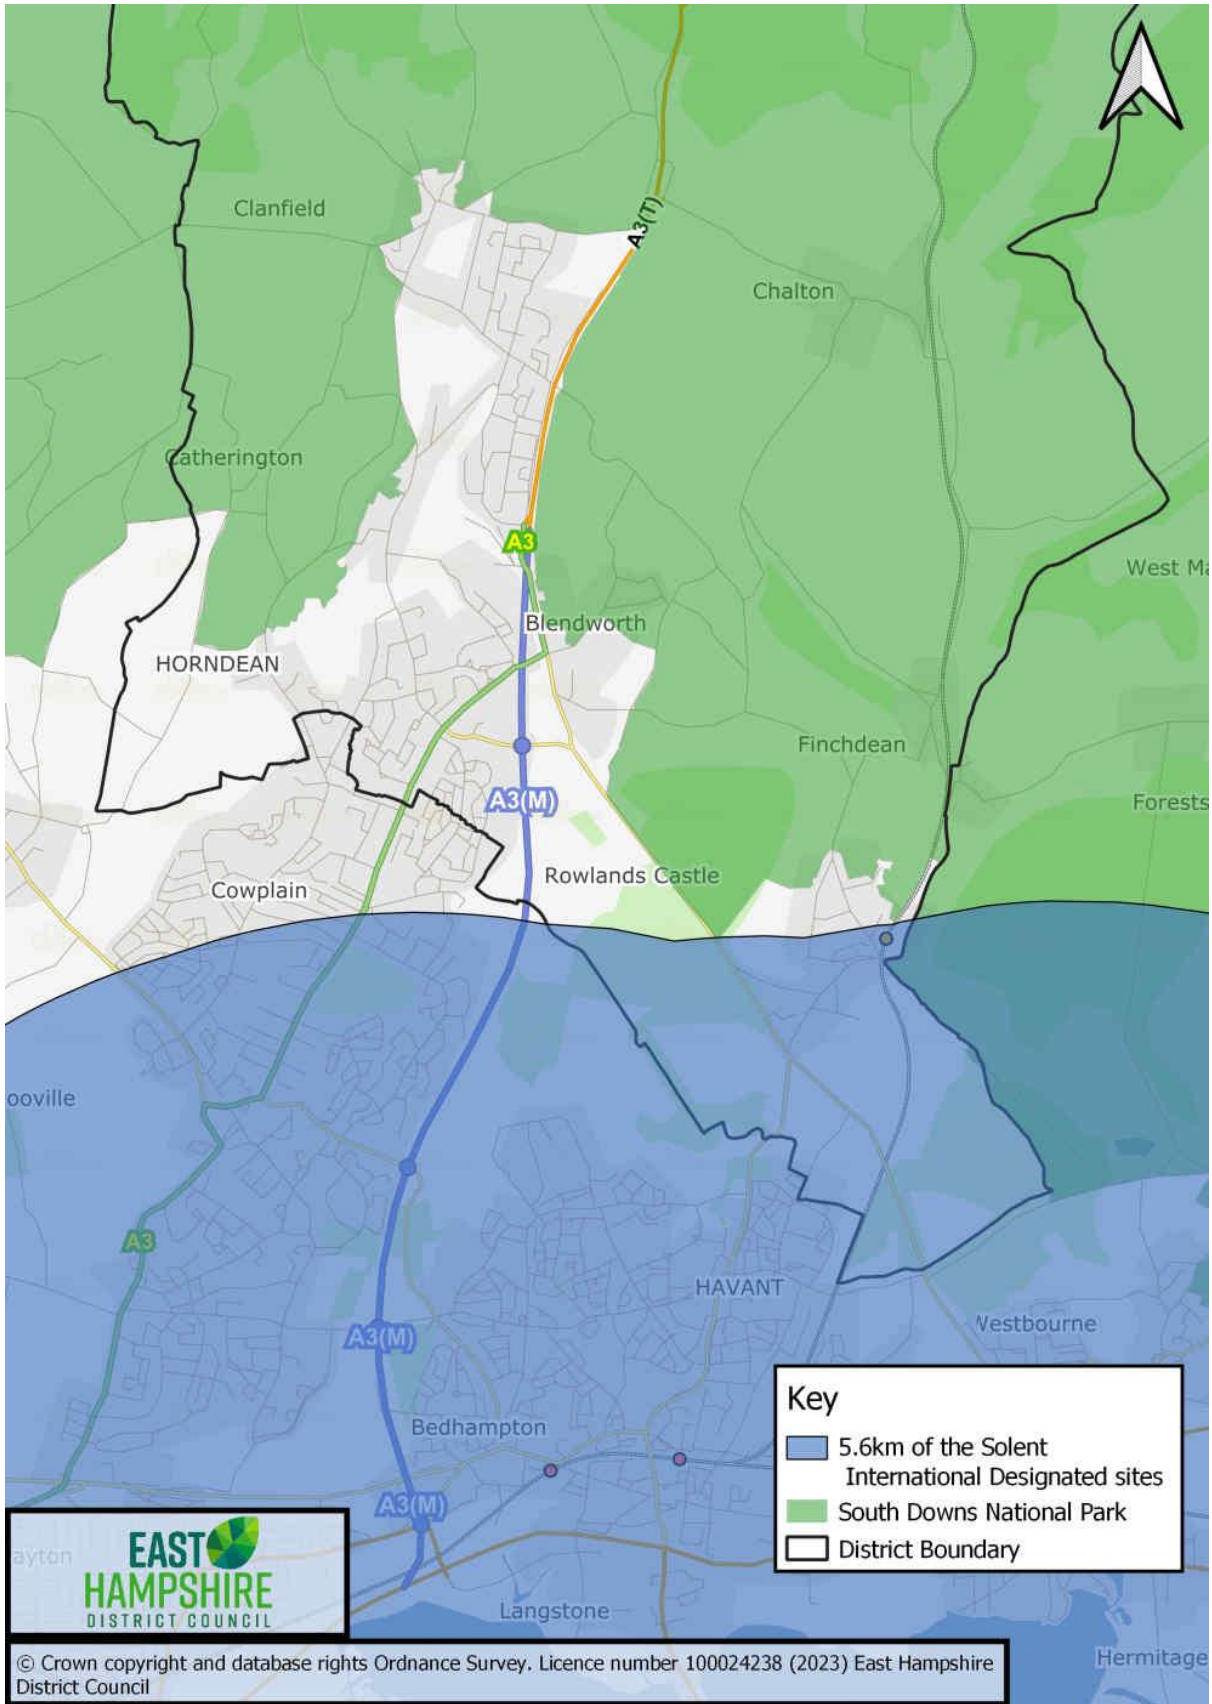 Clanfield
A3(T)
Chalton
Catherington
A3
West Ma
Blendworth
HORNDEAN
Finchdean
A3(M)
Forests
Rowlands Castle
Cowplain
ooville
A3
HAVANT
Westbourne
A3(M)
Key
Bedhampton
5.6km of the Solent
International Designated sites
A3(M)
South Downs National Park
EAST
ayton
District Boundary
HAMPSHIRE
DISTRICT COUNCIL
Langstone
Hermitage
© Crown copyright and database rights Ordnance Survey. Licence number 100024238 (2023) East Hampshire
District Council